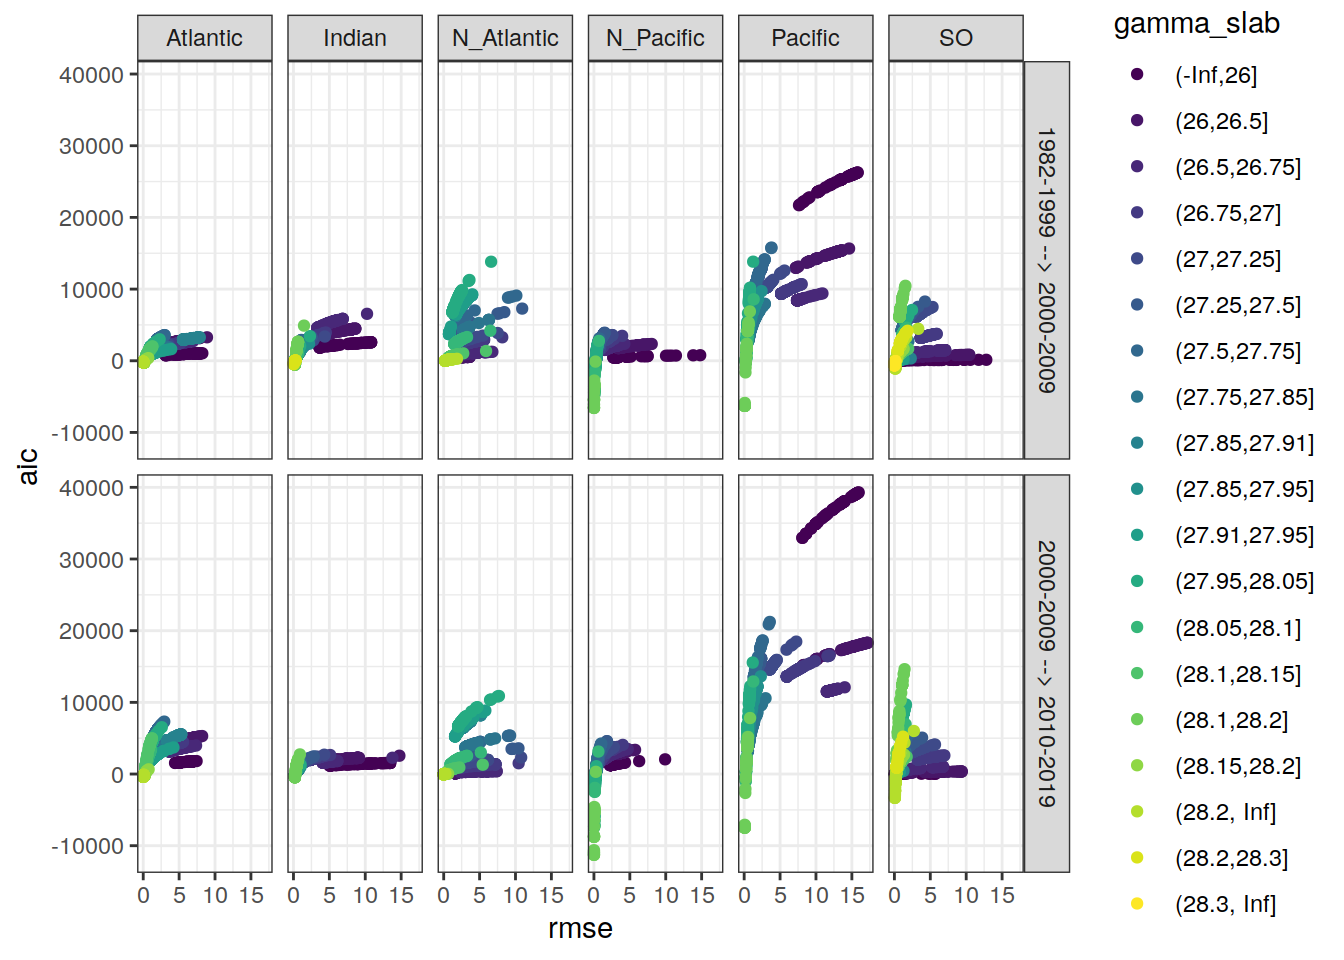 Atlantic Indian N_Atlantic N_Pacific Pacific SO
40000
30000
20000
10000
0
-10000
1982-1999 --> 2000-2009
40000
30000
20000
10000
0
-10000
2000-2009 --> 2010-2019
0 5 10 15 0 5 10 15 0 5 10 15 0 5 10 15 0 5 10 15 0 5 10 15
rmse
aic
gamma_slab
(-Inf,26]
(26,26.5]
(26.5,26.75]
(26.75,27]
(27,27.25]
(27.25,27.5]
(27.5,27.75]
(27.75,27.85]
(27.85,27.91]
(27.85,27.95]
(27.91,27.95]
(27.95,28.05]
(28.05,28.1]
(28.1,28.15]
(28.1,28.2]
(28.15,28.2]
(28.2, Inf]
(28.2,28.3]
(28.3, Inf]